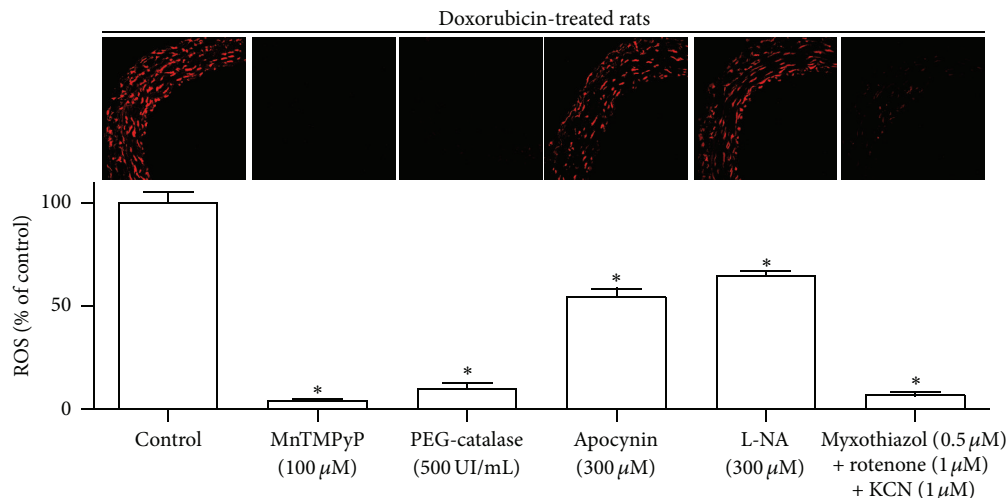 Doxorubicin-treated rats
ROS (% of control)
100
50
0
*
*
*
*
*
Control
MnTMPyP
(100 μM)
PEG-catalase
(500 UI/mL)
Apocynin
(300 μM)
L-NA
(300 μM)
Myxothiazol (0.5 μM)
+ rotenone (1 μM)
+ KCN (1 μM)